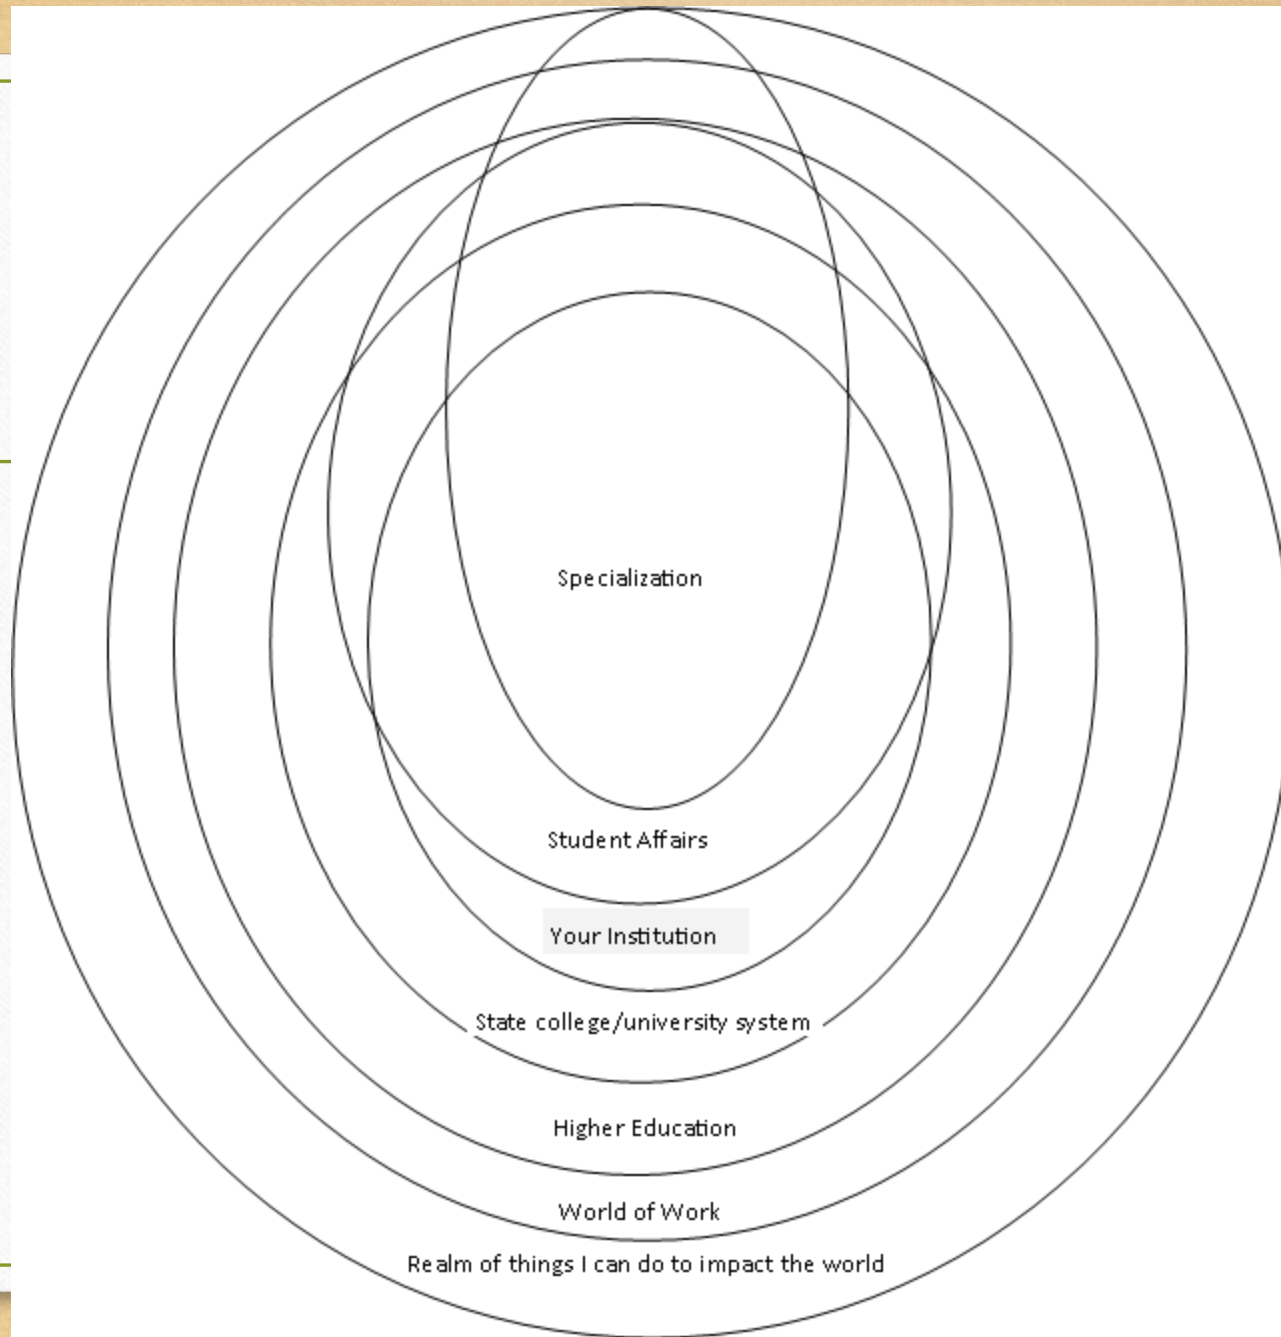 Specialization
Student Affairs
Your Institution
State college/university system
Higher Education
World of Work
Realm of things I can do to impact the world